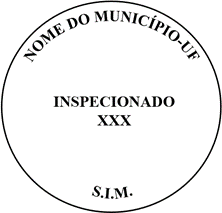 NOME DO MUNICÍPIO-UF
INSPECIONADO
XXX
S.I.M.